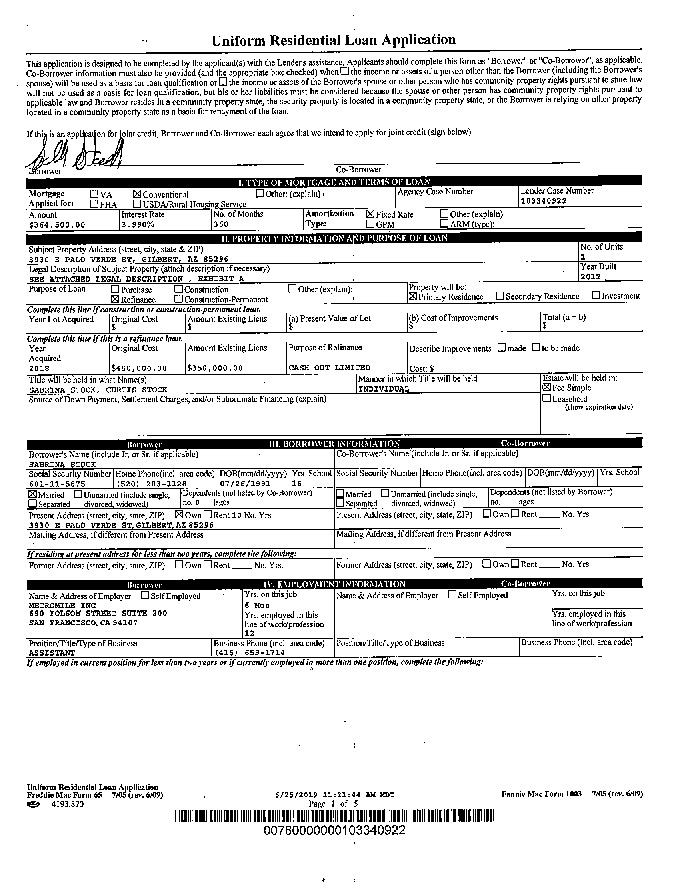 Uniform Residential Loan Application
This application is designed to be completed by the applicant(s) with the Lender's assistance. Applicants should complete this form as "Borrower" or "Co-Borrower", as applicable.
Co-Borrower information must also be provided (and the appropriate box checked) when ☐ the income or assets of a person other than the Borrower (including the Borrower's
spouse) will be used as a basis for loan qualification or ☐ the income or assets of the Borrower's spouse or other person who has community property rights pursuant to state law
will not be used as a basis for loan qualification, but his or her liabilities must be considered because the spouse or other person has community property rights pursuant to
applicable law and Borrower resides in a community property state, the security property is located in a community property state, or the Borrower is relying on other property
located in a community property state as a basis for repayment of the loan.
If this is an application for joint credit, Borrower and Co-Borrower each agree that we intend to apply for joint credit (sign below)
Borrower Co-Borrower
I. TYPE OF MORTGAGE AND TERMS OF LOAN
Mortgage ☐ VA ☒ Conventional ☐ Other: (explain) Agency Case Number Lender Case Number
Applied for: ☐ FHA ☐ USDA/Rural Housing Service 103340922
Amount Interest Rate No. of Months Amortization ☒ Fixed Rate ☐ Other (explain)
$364,500.00 3.990% 360 Type: ☐ GPM ☐ ARM (type):
II. PROPERTY INFORMATION AND PURPOSE OF LOAN
Subject Property Address (street, city, state & ZIP) No. of Units
3930 E PALO VERDE ST, GILBERT, AZ 85296 1
Legal Description of Subject Property (attach description if necessary) Year Built
SEE ATTACHED LEGAL DESCRIPTION , EXHIBIT A 2012
Purpose of Loan ☐ Purchase ☐ Construction ☐ Other (explain): Property will be:
☒ Refinance ☐ Construction-Permanent ☒ Primary Residence ☐ Secondary Residence ☐ Investment
Complete this line if construction or construction-permanent loan.
Year Lot Acquired Original Cost Amount Existing Liens (a) Present Value of Lot (b) Cost of Improvements Total (a + b)
$ $ $ $ $
Complete this line if this is a refinance loan.
Year Original Cost Amount Existing Liens Purpose of Refinance Describe Improvements ☐ made ☐ to be made
Acquired
2018 $350,000.00 CASH OUT LIMITED Cost: $
Title will be held in what Name(s) Manner in which Title will be held Estate will be held in:
SABRINA STOCK, CURTIS STOCK INDIVIDUAL ☒ Fee Simple
Source of Down Payment, Settlement Charges, and/or Subordinate Financing (explain) ☐ Leasehold
(show expiration date)
Borrower III. BORROWER INFORMATION Co-Borrower
Borrower's Name (include Jr. or Sr. if applicable) Co-Borrower's Name (include Jr. or Sr. if applicable)
SABRINA STOCK
Social Security Number Home Phone (incl. area code) DOB (mm/dd/yyyy) Yrs. School Social Security Number Home Phone (incl. area code) DOB (mm/dd/yyyy) Yrs. School
601-11-5675 (520) 203-1128 07/26/1991 16
☒ Married ☐ Unmarried (include single, Dependents (not listed by Co-Borrower) ☐ Married ☐ Unmarried (include single, Dependents (not listed by Borrower)
☐ Separated divorced, widowed) no. 0 ages ☐ Separated divorced, widowed) no. ages
Present Address (street, city, state, ZIP) ☒ Own ☐ Rent No. Yrs Present Address (street, city, state, ZIP) ☐ Own ☐ Rent No. Yrs
3930 E PALO VERDE ST,GILBERT,AZ 85296
Mailing Address, if different from Present Address Mailing Address, if different from Present Address
If residing at present address for less than two years, complete the following:
Former Address (street, city, state, ZIP) ☐ Own ☐ Rent No. Yrs. Former Address (street, city, state, ZIP) ☐ Own ☐ Rent No. Yrs
Borrower IV. EMPLOYMENT INFORMATION Co-Borrower
Name & Address of Employer ☐ Self Employed Yrs. on this job Name & Address of Employer ☐ Self Employed Yrs. on this job
METROMILE INC 6 Mos
690 FOLSOM STREET SUITE 200 Yrs. employed in this Yrs. employed in this
SAN FRANCISCO,CA 94107 line of work/profession line of work/profession
12
Position/Title/Type of Business Business Phone (incl. area code) Position/Title/Type of Business Business Phone (incl. area code)
ASSISTANT (415) 653-1714
If employed in current position for less than two years or if currently employed in more than one position, complete the following:
Uniform Residential Loan Application
Freddie Mac Form 65 7/05 (rev. 6/09) 5/25/2019 11:21:44 AM MDT Fannie Mae Form 1003 7/05 (rev. 6/09)
Page 1 of 5
00760000000103340922